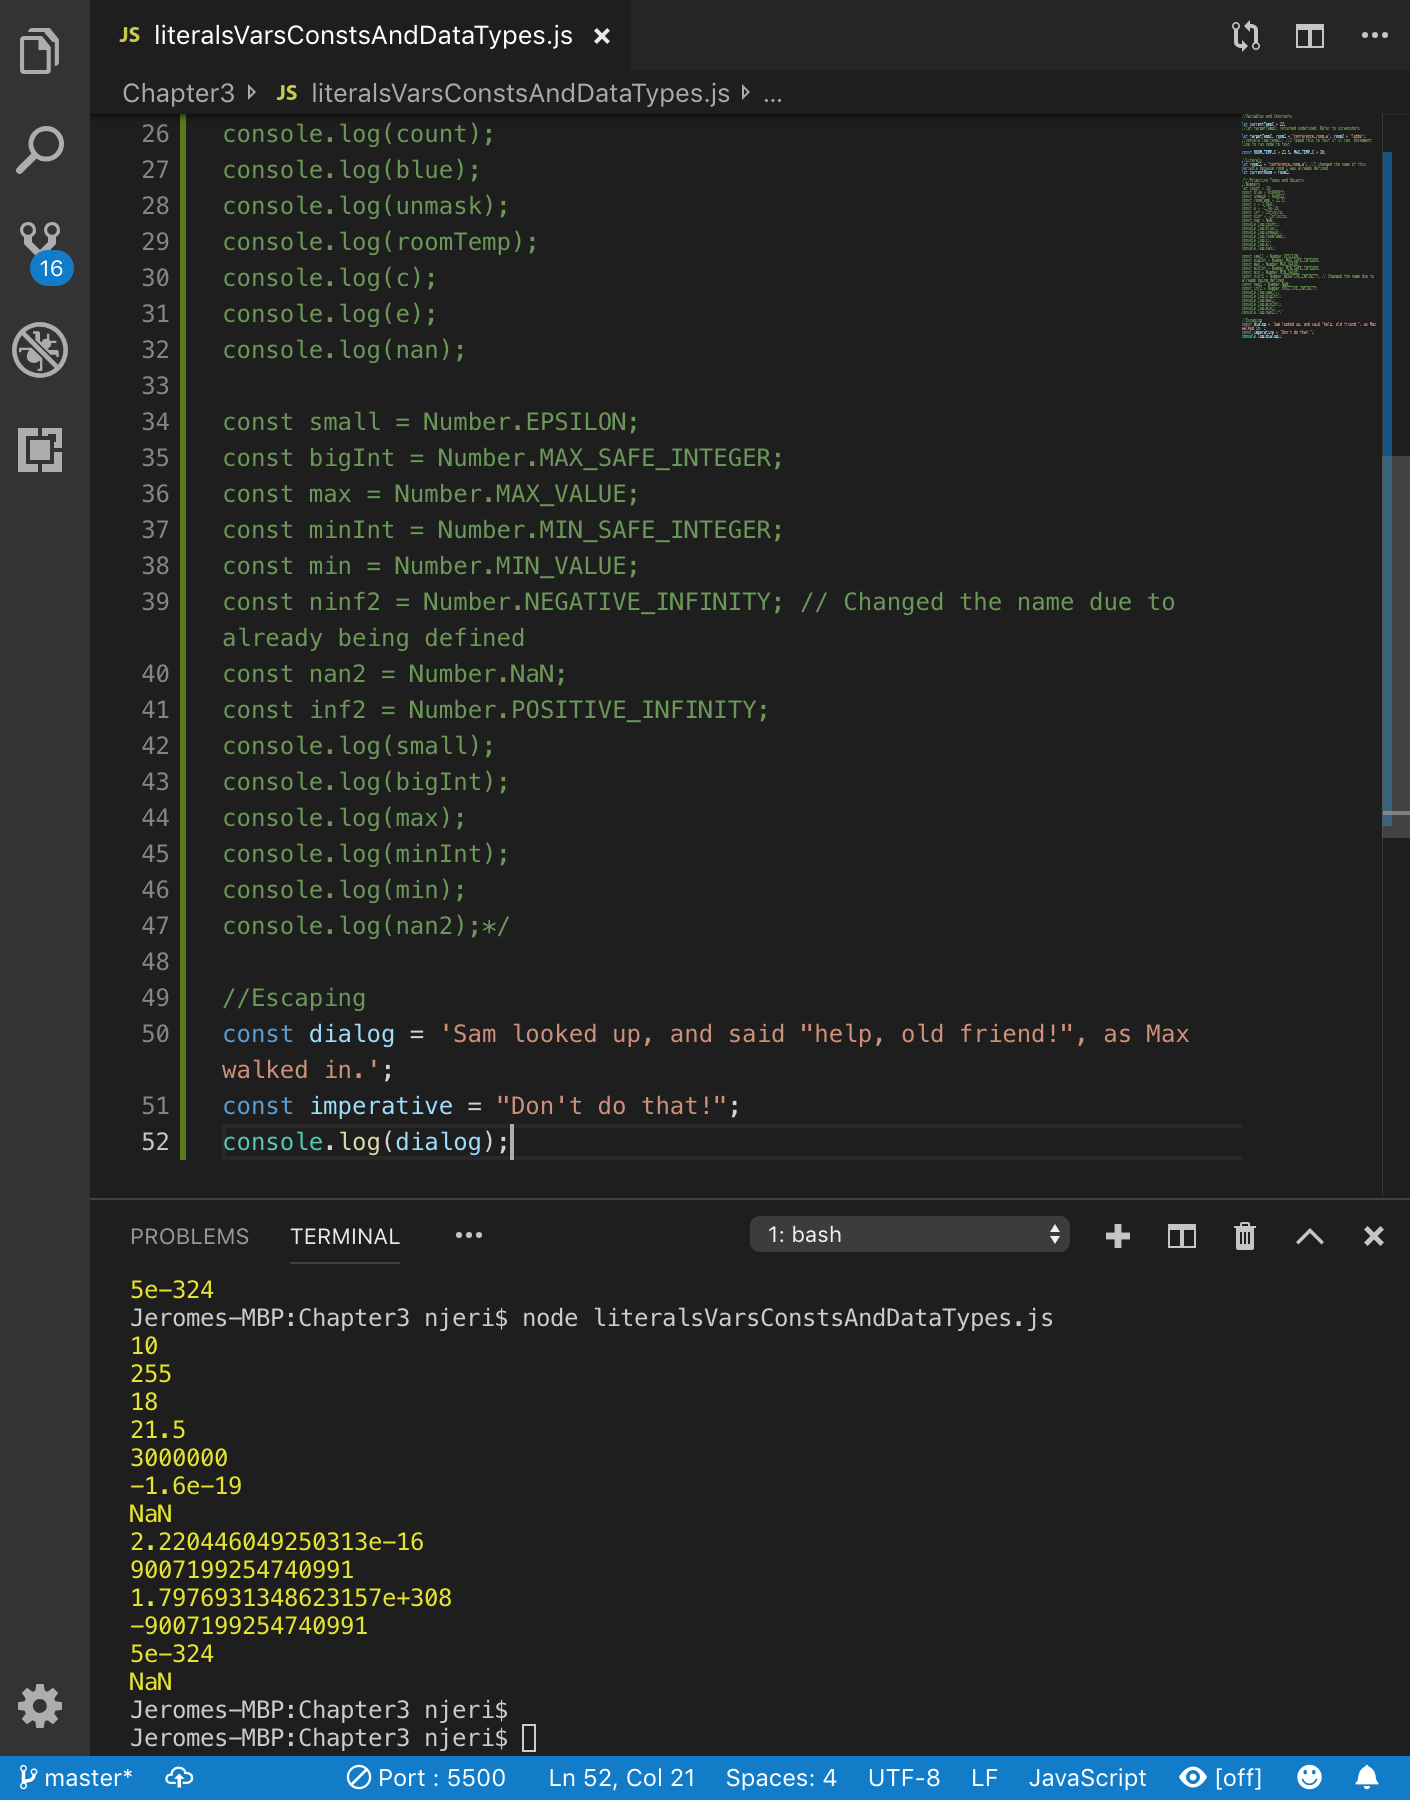 JS literalsVarsConstsAndDataTypes.js ×
Chapter3 JS literalsVarsConstsAndDataTypes.js ...
26 console.log(count);
27 console.log(blue);
28 console.log(unmask);
29 console.log(roomTemp);
30 console.log(c);
31 console.log(e);
32 console.log(nan);
33
34 const small = Number.EPSILON;
35 const bigInt = Number.MAX_SAFE_INTEGER;
36 const max = Number.MAX_VALUE;
37 const minInt = Number.MIN_SAFE_INTEGER;
38 const min = Number.MIN_VALUE;
39 const ninf2 = Number.NEGATIVE_INFINITY; // Changed the name due to
already being defined
40 const nan2 = Number.NaN;
41 const inf2 = Number.POSITIVE_INFINITY;
42 console.log(small);
43 console.log(bigInt);
44 console.log(max);
45 console.log(minInt);
46 console.log(min);
47 console.log(nan2);*/
48
49 //Escaping
50 const dialog = 'Sam looked up, and said "help, old friend!", as Max
walked in.';
51 const imperative = "Don't do that!";
52 console.log(dialog);
16
PROBLEMS TERMINAL ••• 1: bash
5e-324
Jeromes-MBP:Chapter3 njeri$ node literalsVarsConstsAndDataTypes.js
10
255
18
21.5
3000000
-1.6e-19
NaN
2.220446049250313e-16
9007199254740991
1.7976931348623157e+308
-9007199254740991
5e-324
NaN
Jeromes-MBP:Chapter3 njeri$
Jeromes-MBP:Chapter3 njeri$
master* Port : 5500 Ln 52, Col 21 Spaces: 4 UTF-8 LF JavaScript [off]